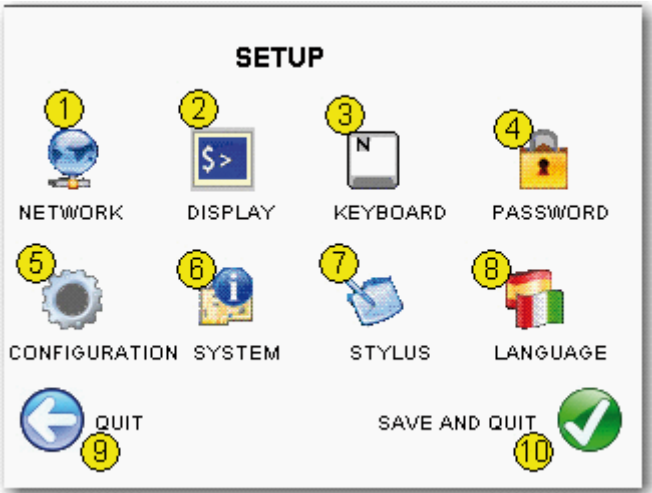 SETUP
1 2 3 4
$>
N
NETWORK DISPLAY KEYBOARD PASSWORD
5 6 7 8
i
CONFIGURATION SYSTEM STYLUS LANGUAGE
QUIT SAVE AND QUIT
9 10